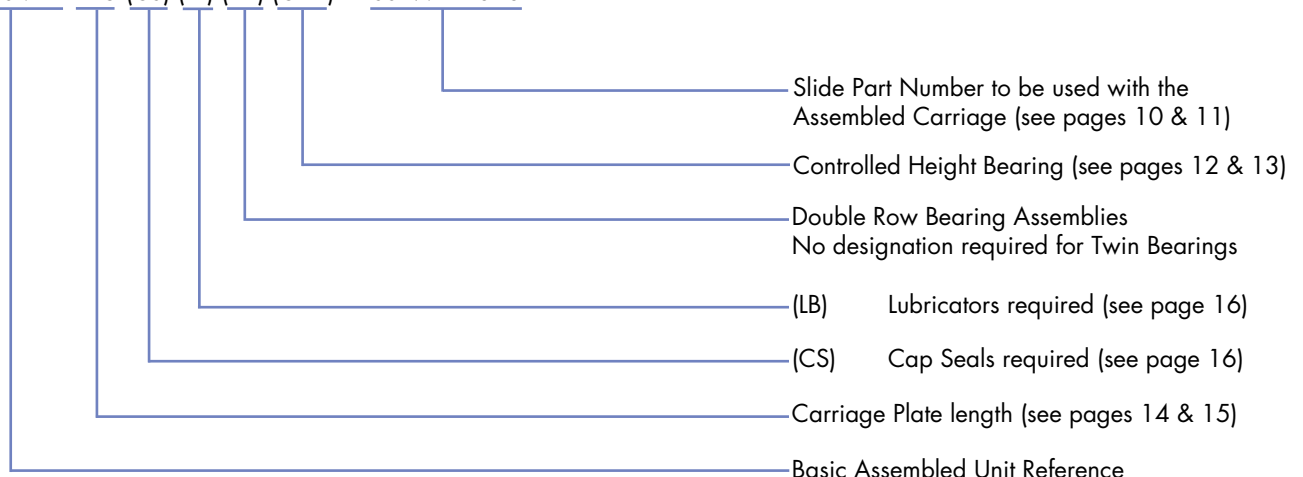 Slide Part Number to be used with the
Assembled Carriage (see pages 10 & 11)
Controlled Height Bearing (see pages 12 & 13)
Double Row Bearing Assemblies
No designation required for Twin Bearings
(LB) Lubricators required (see page 16)
(CS) Cap Seals required (see page 16)
Carriage Plate length (see pages 14 & 15)
Basic Assembled Unit Reference